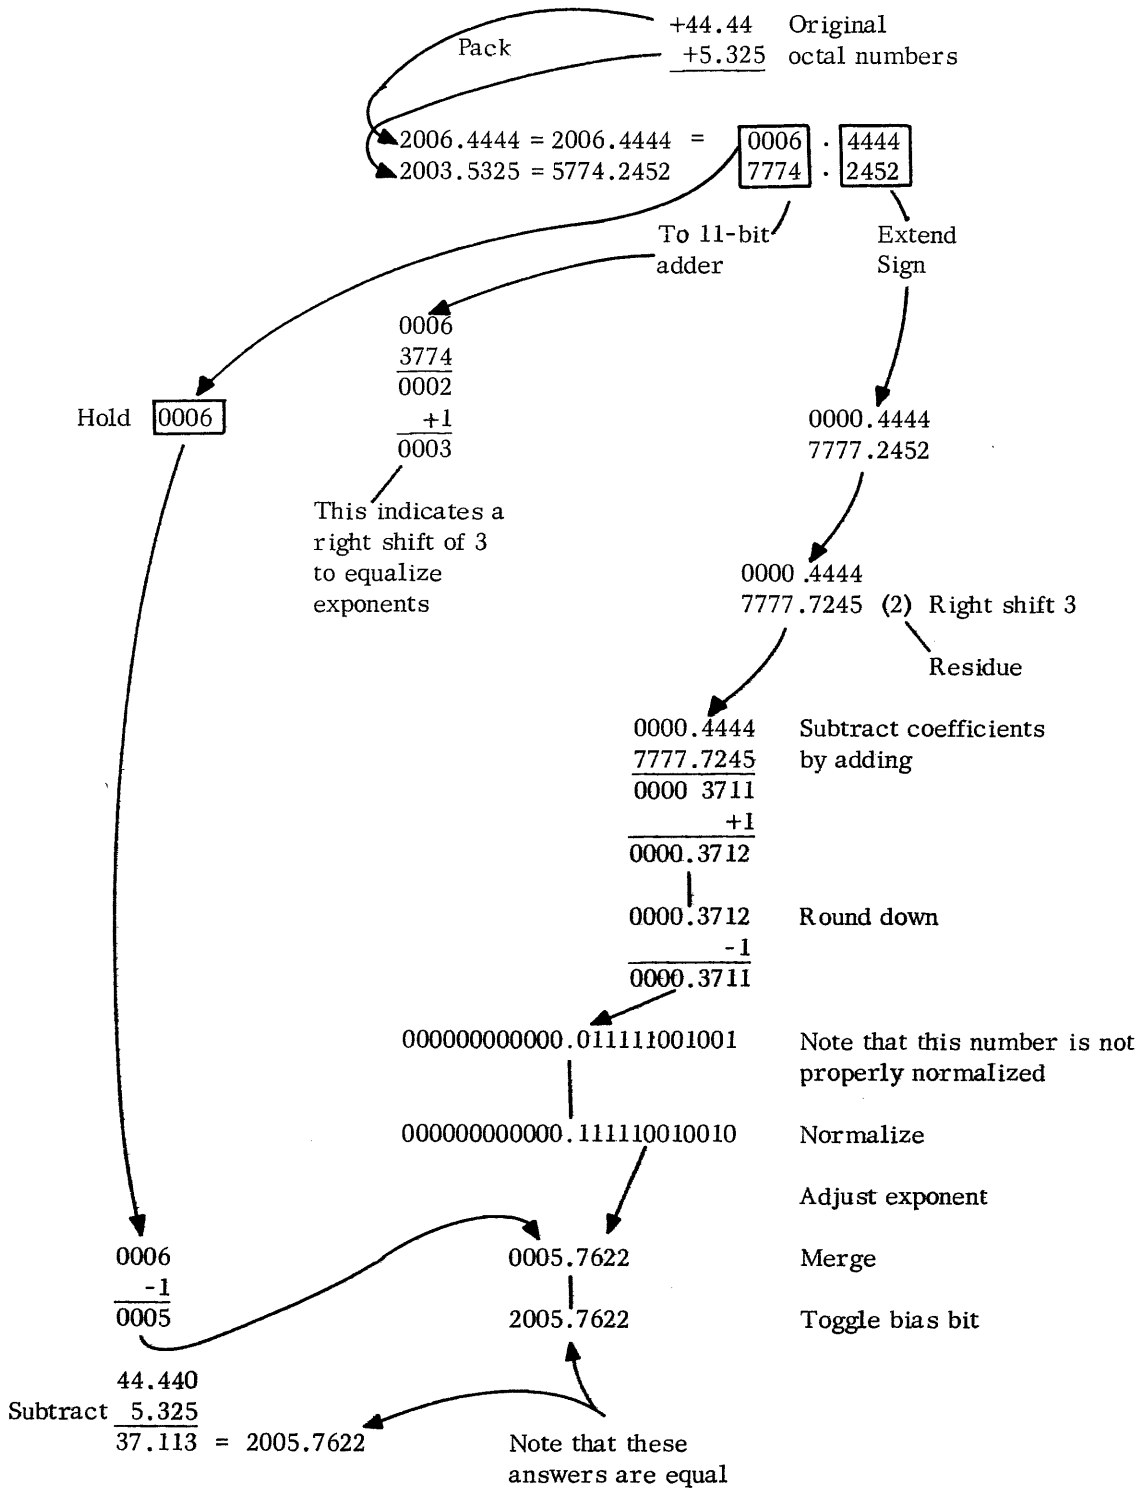 +44.44 Original
Pack
+5.325 octal numbers
2006.4444 = 2006.4444 = 0006 . 4444
2003.5325 = 5774.2452 7774 . 2452
To 11-bit
adder
Extend
Sign
0006
3774
0002
+1
0003
Hold 0006
0000.4444
7777.2452
This indicates a
right shift of 3
to equalize
exponents
0000.4444
7777.7245 (2) Right shift 3
Residue
0000.4444 Subtract coefficients
7777.7245 by adding
0000 3711
+1
0000.3712
0000.3712 Round down
-1
0000.3711
000000000000.011111001001 Note that this number is not
properly normalized
000000000000.111110010010 Normalize
Adjust exponent
0006 0005.7622 Merge
-1
0005 2005.7622 Toggle bias bit
44.440
Subtract 5.325
37.113 = 2005.7622
Note that these
answers are equal